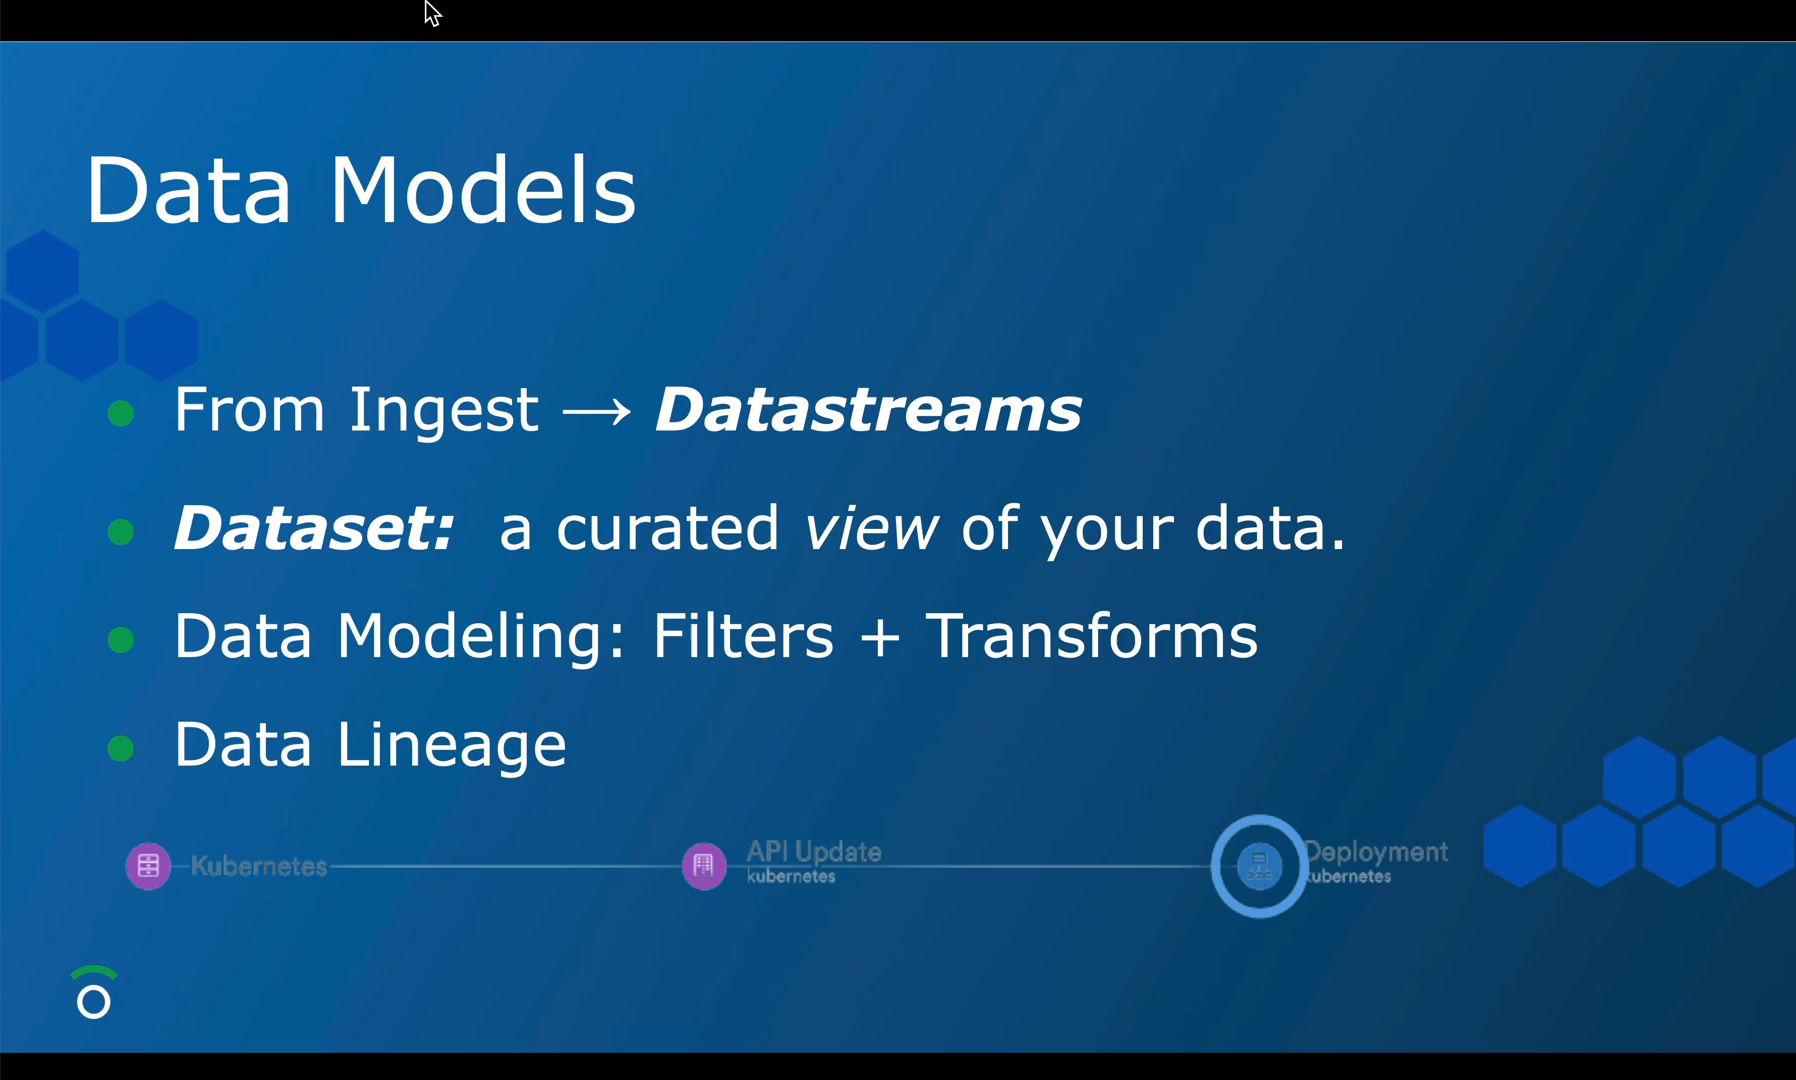 Data Models
From Ingest → Datastreams
Dataset: a curated view of your data.
Data Modeling: Filters + Transforms
Data Lineage
Kubernetes
API Update
kubernetes
Deployment
kubernetes